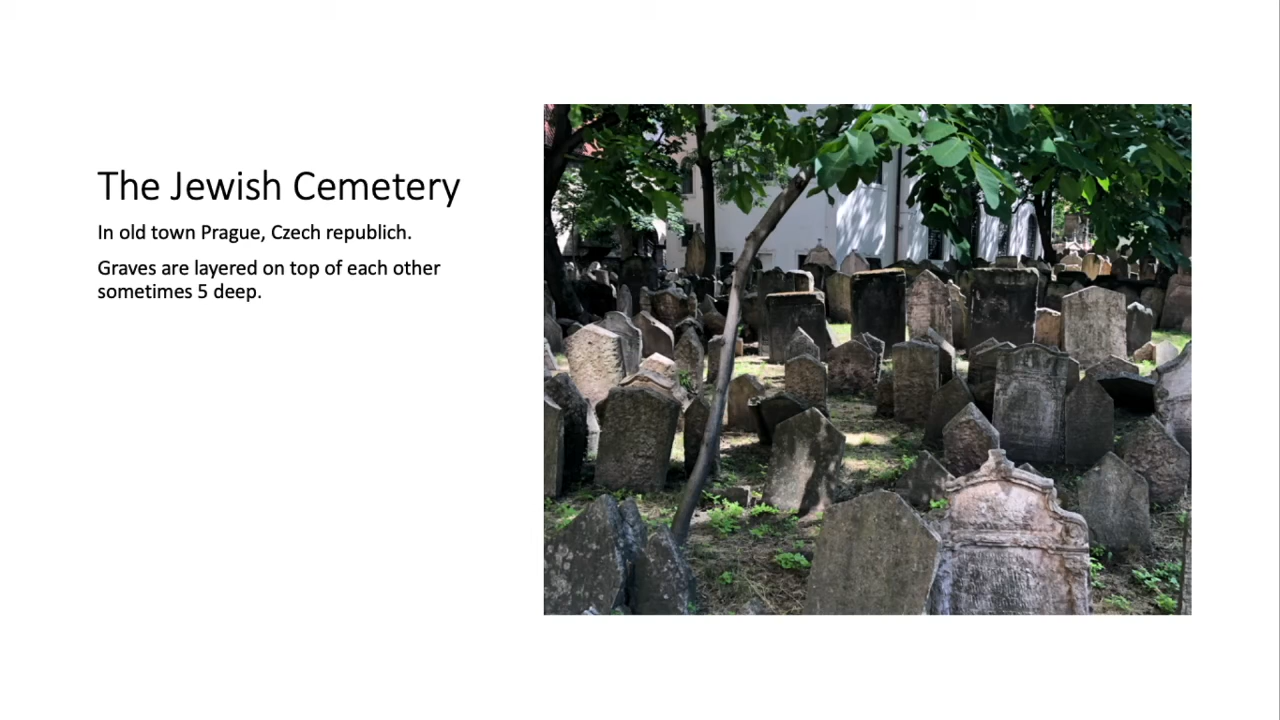 The Jewish Cemetery
In old town Prague, Czech republich.
Graves are layered on top of each other
sometimes 5 deep.